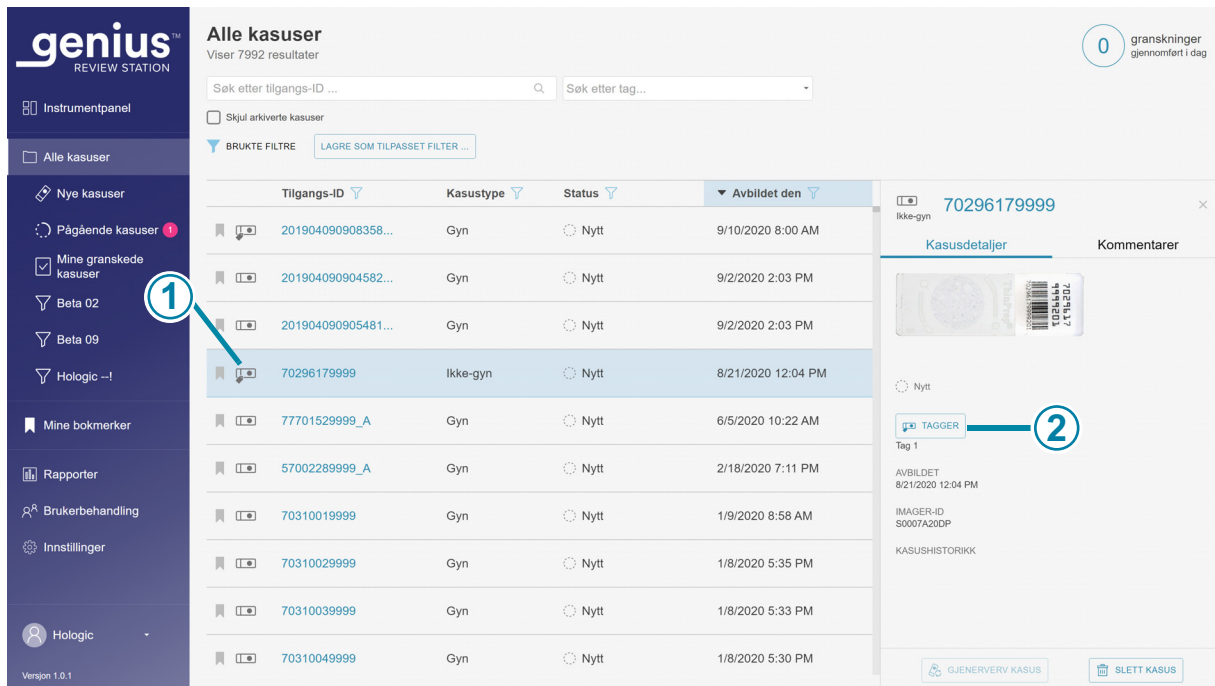 genius™
REVIEW STATION
Instrumentpanel
Alle kasuser
Nye kasuser
Pågående kasuser 1
Mine granskede
kasuser
Beta 02
Beta 09
Hologic --!
Mine bokmerker
Rapporter
Brukerbehandling
Innstillinger
Hologic
Versjon 1.0.1
Alle kasuser
Viser 7992 resultater
0 granskninger
gjennomført i dag
Søk etter tilgangs-ID ... Søk etter tag...
Skjul arkiverte kasuser
BRUKTE FILTRE LAGRE SOM TILPASSET FILTER ...
Tilgangs-ID Kasustype Status Avbildet den
201904090908358... Gyn Nytt 9/10/2020 8:00 AM
201904090904582... Gyn Nytt 9/2/2020 2:03 PM
201904090905481... Gyn Nytt 9/2/2020 2:03 PM
70296179999 Ikke-gyn Nytt 8/21/2020 12:04 PM
77701529999_A Gyn Nytt 6/5/2020 10:22 AM
57002289999_A Gyn Nytt 2/18/2020 7:11 PM
70310019999 Gyn Nytt 1/9/2020 8:58 AM
70310029999 Gyn Nytt 1/8/2020 5:35 PM
70310039999 Gyn Nytt 1/8/2020 5:33 PM
70310049999 Gyn Nytt 1/8/2020 5:30 PM
1
Ikke-gyn 70296179999
Kasusdetaljer Kommentarer
7029617
9999201
Nytt
TAGGER
2
Tag 1
AVBILDET
8/21/2020 12:04 PM
IMAGER-ID
S0007A20DP
KASUSHISTORIKK
GJENERVERV KASUS SLETT KASUS